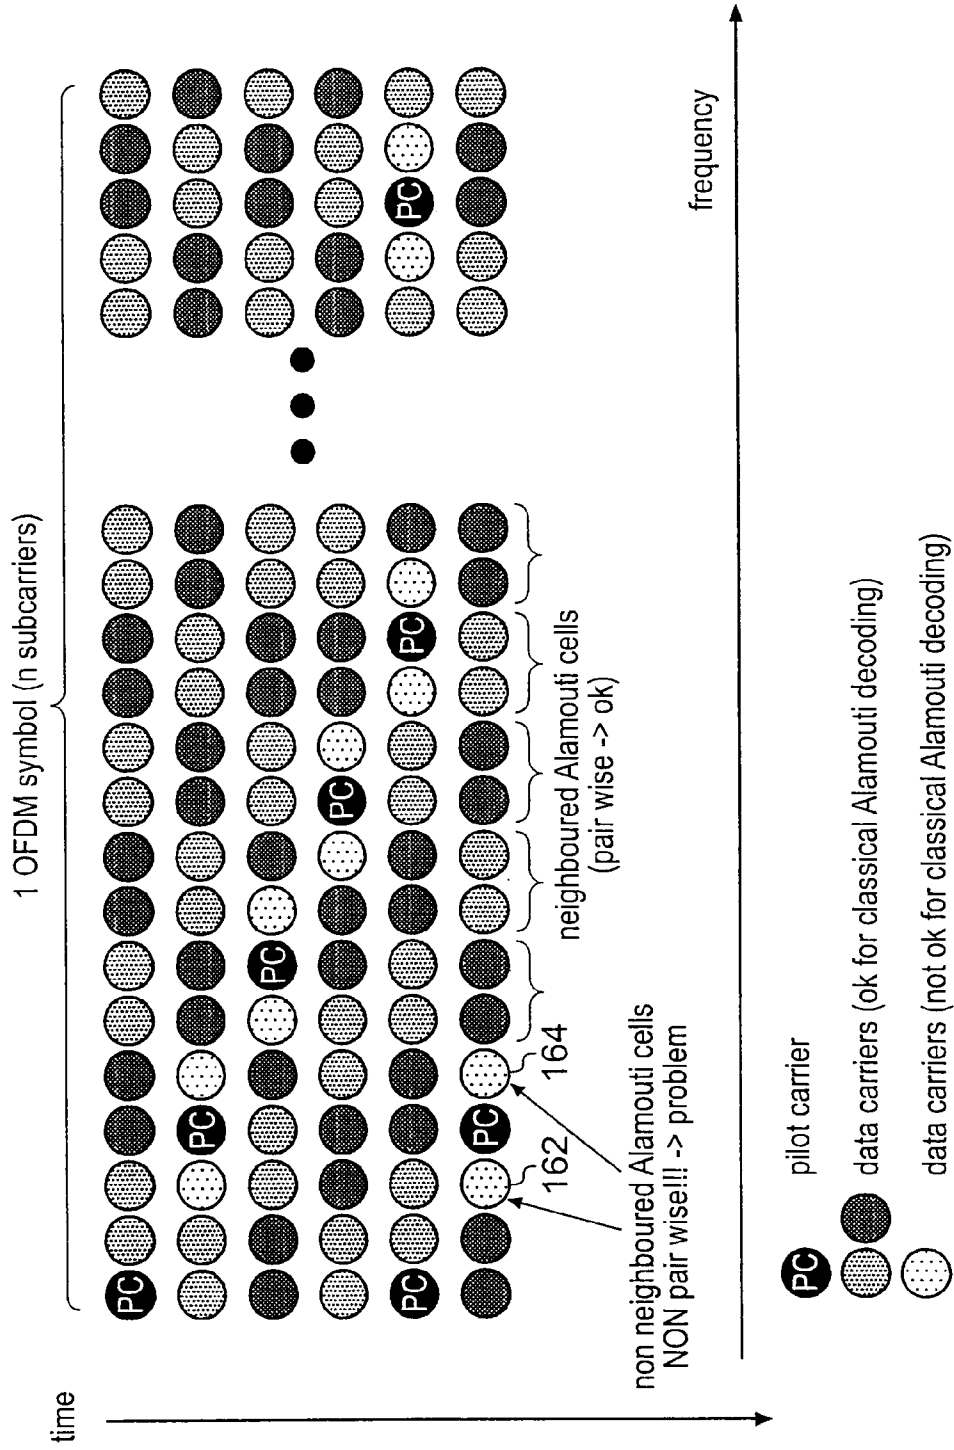 time
1 OFDM symbol (n subcarriers)
PC
PC
PC
PC
PC
PC
PC
PC
PC
162
164
non neighboured Alamouti cells
NON pair wise!!! -> problem
neighboured Alamouti cells
(pair wise -> ok)
frequency
PC
pilot carrier
data carriers (ok for classical Alamouti decoding)
data carriers (not ok for classical Alamouti decoding)